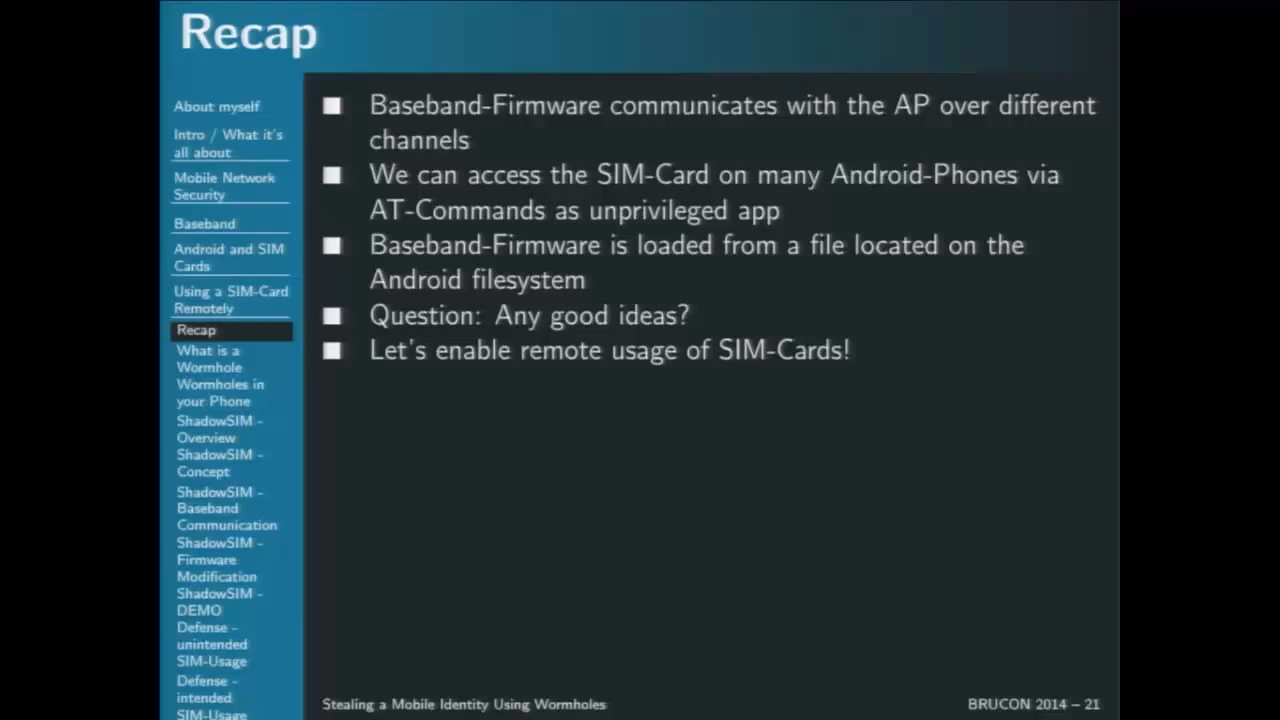 Recap
About myself
Intro / What it's
all about
Mobile Network
Security
Baseband
Android and SIM
Cards
Using a SIM-Card
Remotely
Recap
What is a
Wormhole
Wormholes in
your Phone
ShadowSIM -
Overview
ShadowSIM -
Concept
ShadowSIM -
Baseband
Communication
ShadowSIM -
Firmware
Modification
ShadowSIM -
DEMO
Defense -
unintended
SIM-Usage
Defense -
intended
SIM-Usage
■ Baseband-Firmware communicates with the AP over different
channels
■ We can access the SIM-Card on many Android-Phones via
AT-Commands as unprivileged app
■ Baseband-Firmware is loaded from a file located on the
Android filesystem
■ Question: Any good ideas?
■ Let's enable remote usage of SIM-Cards!
Stealing a Mobile Identity Using Wormholes
BRUCON 2014 – 21